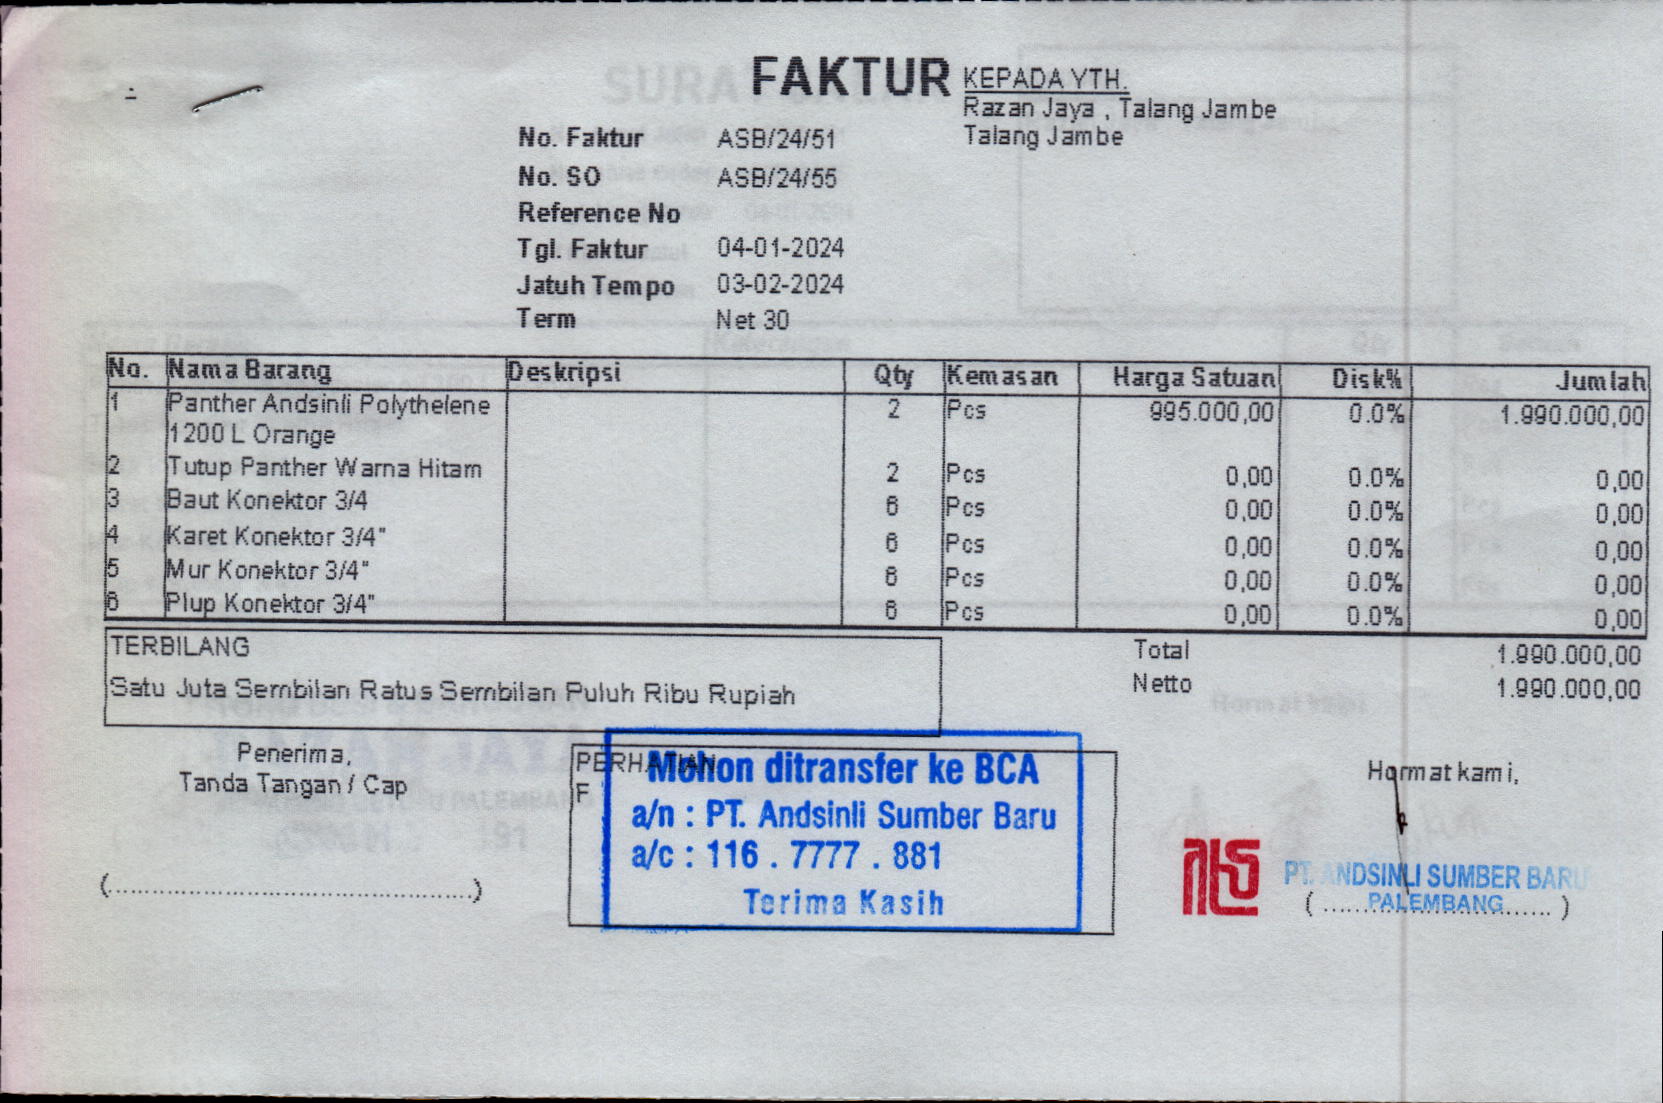 FAKTUR
KEPADA YTH.
Razan Jaya , Talang Jambe
Talang Jambe
No. Faktur ASB/24/51
No. SO ASB/24/55
Reference No
Tgl. Faktur 04-01-2024
Jatuh Tempo 03-02-2024
Term Net 30
No. Nama Barang Deskripsi Qty Kemasan Harga Satuan Disk% Jumlah
1 Panther Andsinli Polythelene 2 Pcs 995.000,00 0.0% 1.990.000,00
1200 L Orange
2 Tutup Panther Warna Hitam 2 Pcs 0,00 0.0% 0,00
3 Baut Konektor 3/4 6 Pcs 0,00 0.0% 0,00
4 Karet Konektor 3/4" 6 Pcs 0,00 0.0% 0,00
5 Mur Konektor 3/4" 6 Pcs 0,00 0.0% 0,00
6 Plup Konektor 3/4" 6 Pcs 0,00 0.0% 0,00
TERBILANG
Satu Juta Sembilan Ratus Sembilan Puluh Ribu Rupiah
Total 1.990.000,00
Netto 1.990.000,00
Penerima,
Tanda Tangan / Cap
(..................................................)
PERHATIAN
F
Mohon ditransfer ke BCA
a/n : PT. Andsinli Sumber Baru
a/c : 116 . 7777 . 881
Terima Kasih
Hormat kami,
PT. ANDSINLI SUMBER BARU
PALEMBANG